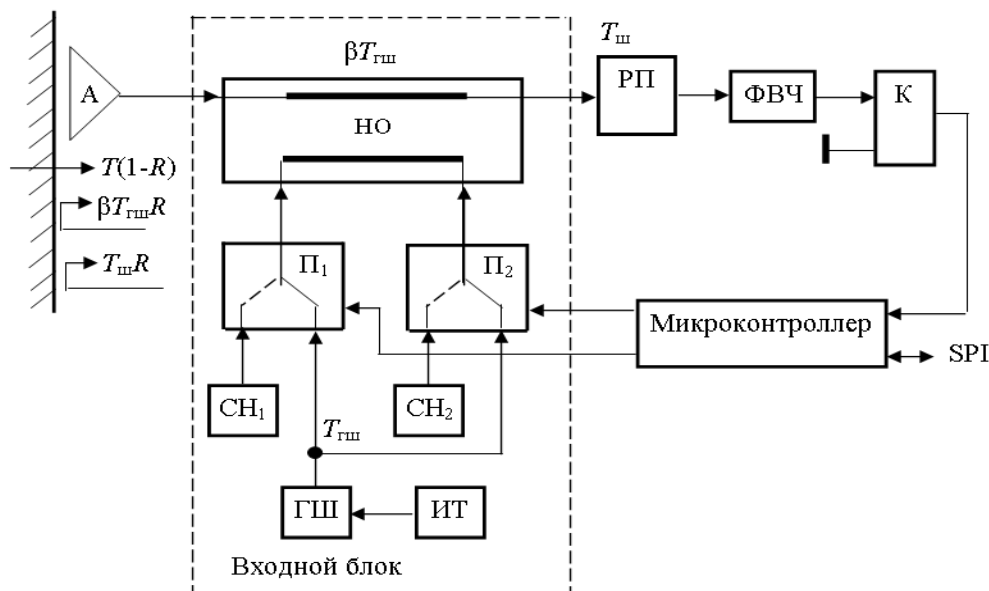 Tш
βTгш
А
НО
РП
ФВЧ
К
T(1-R)
βTгшR
TшR
П1
П2
Микроконтроллер
SPI
СН1
СН2
Tгш
ГШ
ИТ
Входной блок